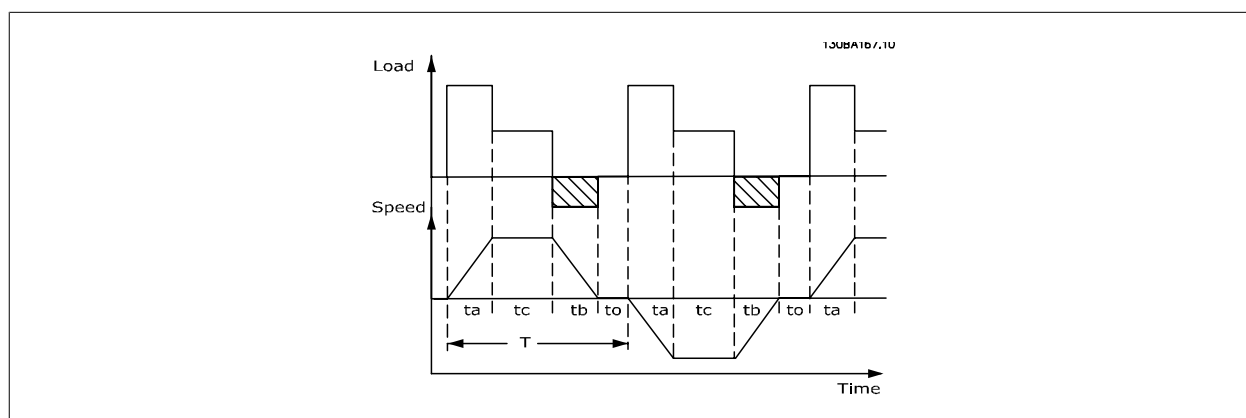 130BA167.10
Load
Speed
ta tc tb to ta tc tb to ta
T
Time